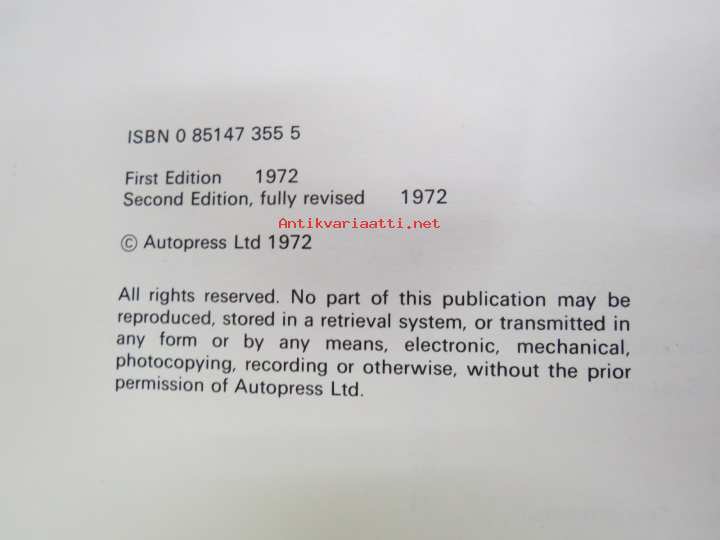 ISBN 0 85147 355 5
First Edition 1972
Second Edition, fully revised 1972
Antikvariaatti.net
© Autopress Ltd 1972
All rights reserved. No part of this publication may be
reproduced, stored in a retrieval system, or transmitted in
any form or by any means, electronic, mechanical,
photocopying, recording or otherwise, without the prior
permission of Autopress Ltd.